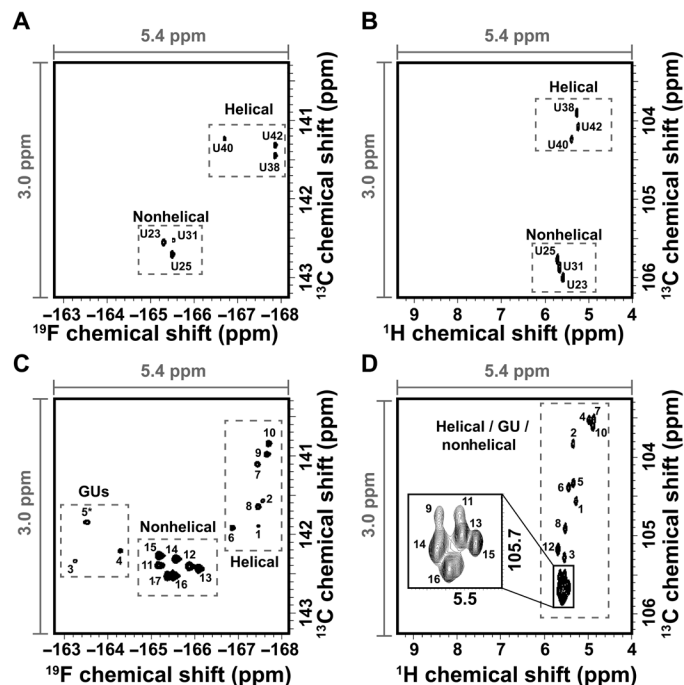 A
5.4 ppm
3.0 ppm
Helical
U42
U40
U38
Nonhelical
U23
U31
U25
141
142
143
13C chemical shift (ppm)
−163 −164 −165 −166 −167 −168
19F chemical shift (ppm)
B
5.4 ppm
3.0 ppm
Helical
U38
U42
U40
Nonhelical
U25
U31
U23
104
105
106
13C chemical shift (ppm)
9 8 7 6 5 4
1H chemical shift (ppm)
C
5.4 ppm
3.0 ppm
10
9
7
GUs
8
2
5*
6
1
Nonhelical
4
15
14
12
3
11
13
17
16
Helical
141
142
143
13C chemical shift (ppm)
−163 −164 −165 −166 −167 −168
19F chemical shift (ppm)
D
5.4 ppm
3.0 ppm
Helical / GU /
nonhelical
7
4
10
2
6
5
1
8
12
3
9
11
13
14
15
16
105.7
5.5
104
105
106
13C chemical shift (ppm)
9 8 7 6 5 4
1H chemical shift (ppm)